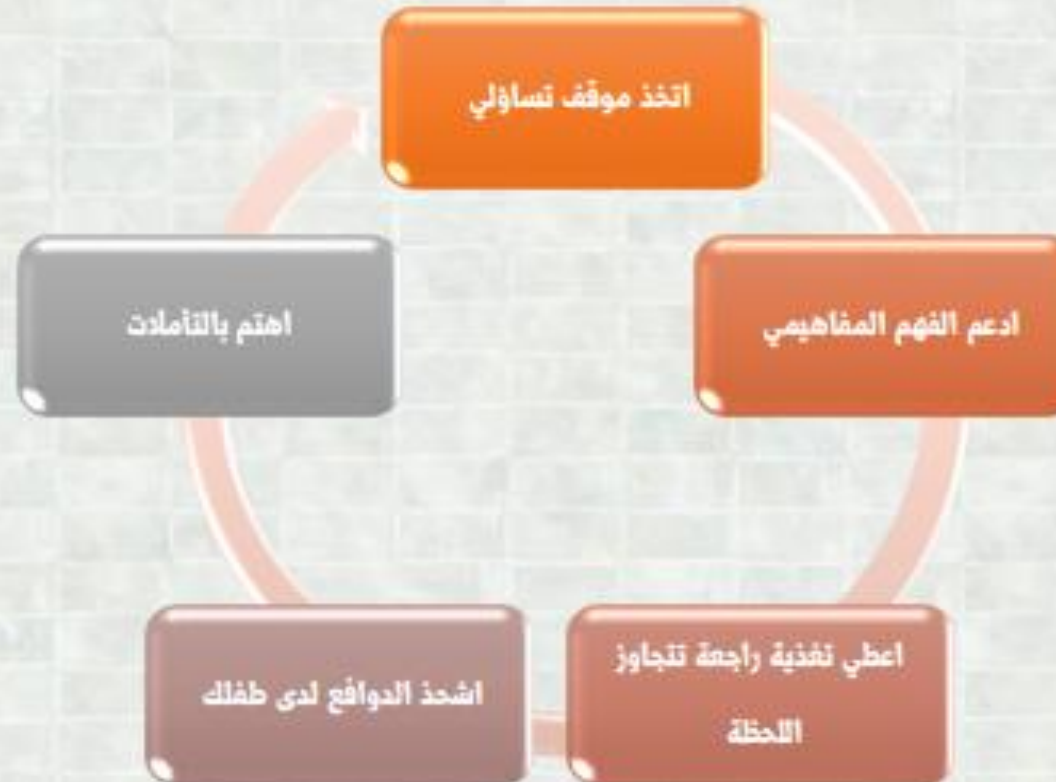 اتخذ موقف تساؤلي
ادعم الفهم المفاهيمي
اعطي تغذية راجعة تتجاوز
اللحظة
اشحذ الدوافع لدى طفلك
اهتم بالتأملات